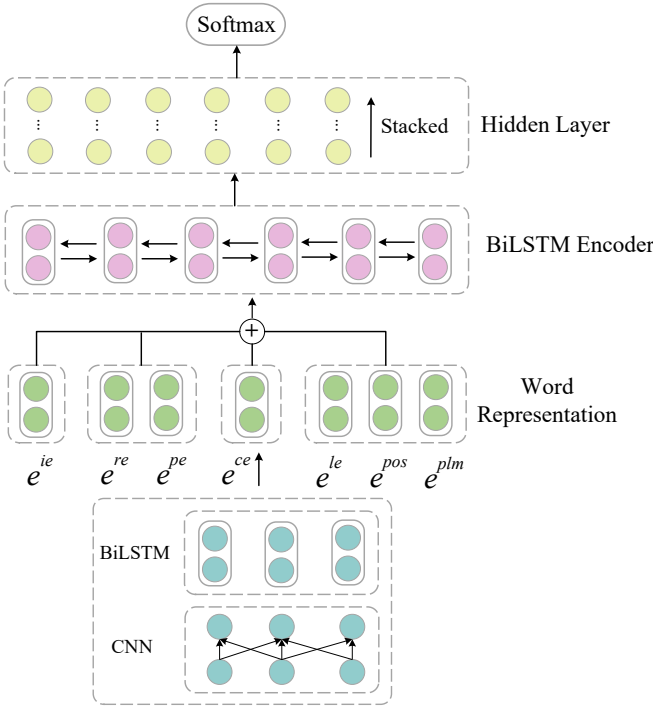 Softmax
Stacked
Hidden Layer
BiLSTM Encoder
+
Word
Representation
e^ie e^re e^pe e^ce e^le e^pos e^plm
BiLSTM
CNN